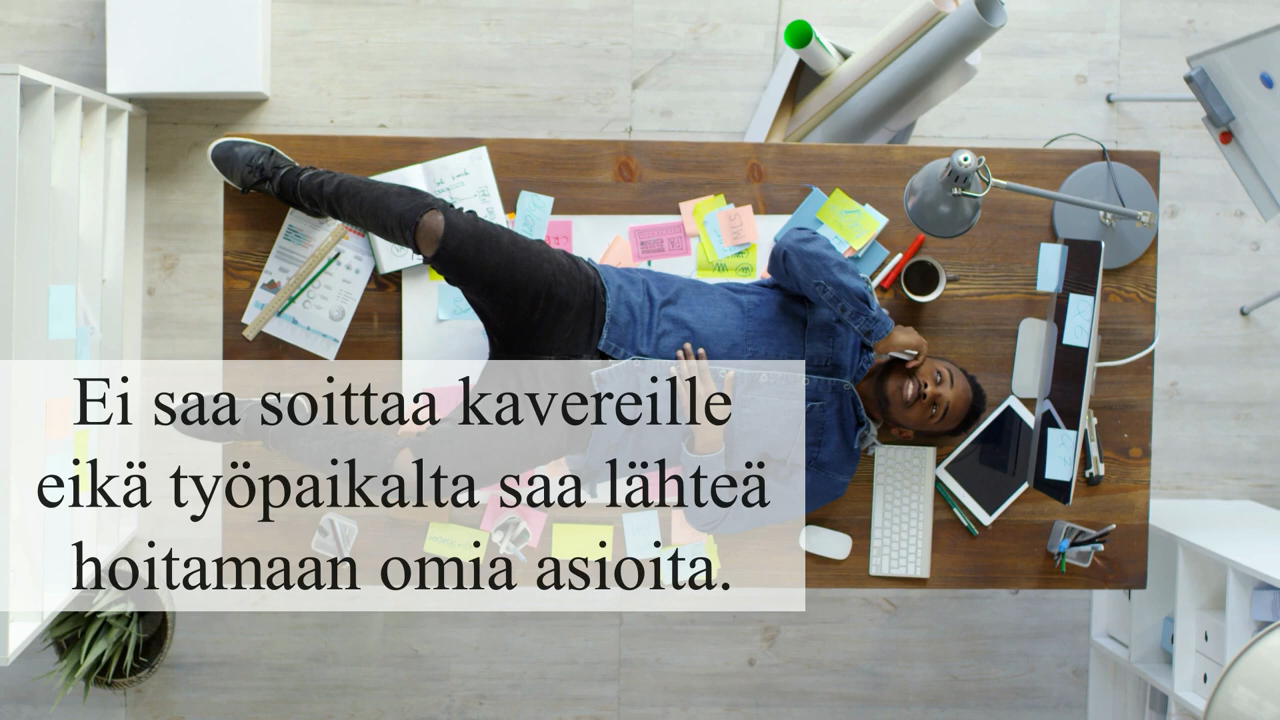 Ei saa soittaa kavereille
eikä työpaikalta saa lähteä
hoitamaan omia asioita.